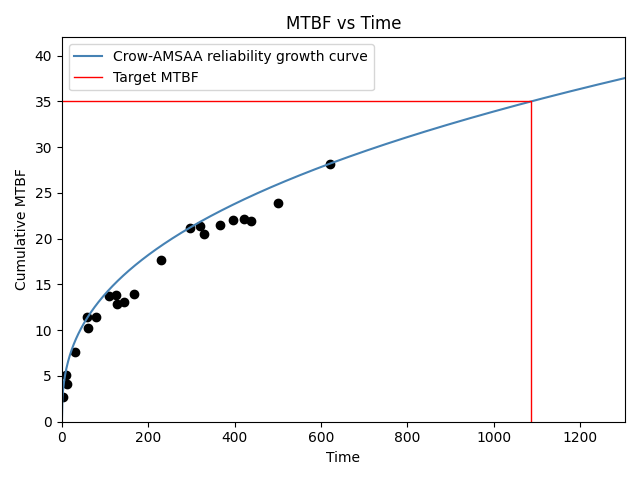 MTBF vs Time
Crow-AMSAA reliability growth curve
Target MTBF
Cumulative MTBF
40
35
30
25
20
15
10
5
0
0 200 400 600 800 1000 1200
Time